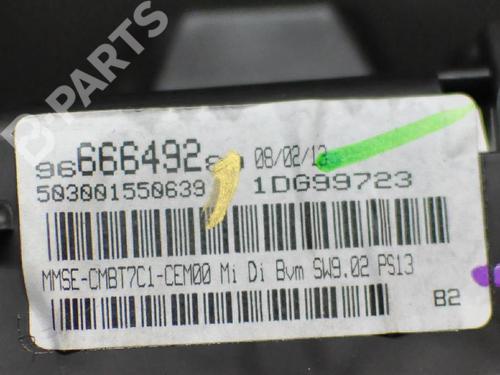 B-PARTS
96666492 08/02/12
503001550639 1DG99723
MMSE-CMBT7C1-CEM00 Mi Di Bvm SW9.02 PS13
B2